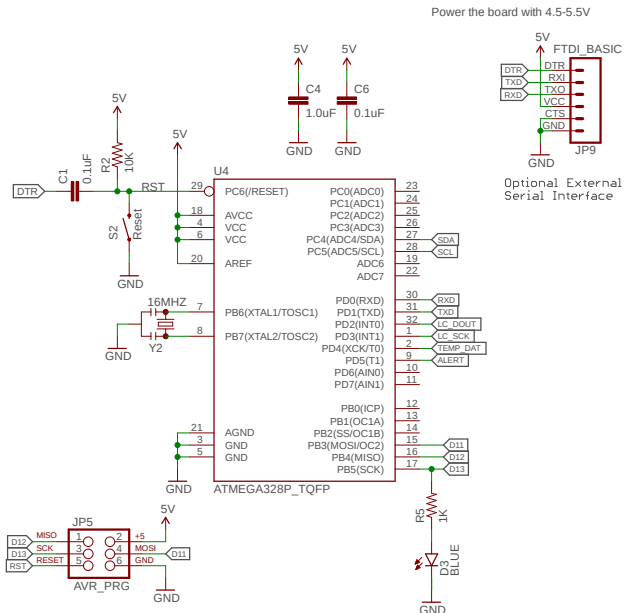 Power the board with 4.5-5.5V
5V
FTDI_BASIC
DTR DTR
RXI
TXD
TXO
RXD
VCC
CTS
GND
GND
JP9
Optional External
Serial Interface
5V
C4
1.0uF
GND
5V
C6
0.1uF
GND
5V
R2
10K
5V
C1
0.1uF
DTR
RST
S2
Reset
GND
U4
29 PC6(/RESET)
18 AVCC
4 VCC
6 VCC
20 AREF
16MHZ
7 PB6(XTAL1/TOSC1)
8 PB7(XTAL2/TOSC2)
GND
Y2
21 AGND
3 GND
5 GND
GND
PC0(ADC0) 23
PC1(ADC1) 24
PC2(ADC2) 25
PC3(ADC3) 26
PC4(ADC4/SDA) 27 SDA
PC5(ADC5/SCL) 28 SCL
ADC6 19
ADC7 22
PD0(RXD) 30 RXD
PD1(TXD) 31 TXD
PD2(INT0) 32 LC_DOUT
PD3(INT1) 1 LC_SCK
PD4(XCK/T0) 2 TEMP_DAT
PD5(T1) 9 ALERT
PD6(AIN0) 10
PD7(AIN1) 11
PB0(ICP) 12
PB1(OC1A) 13
PB2(SS/OC1B) 14
PB3(MOSI/OC2) 15 D11
PB4(MISO) 16 D12
PB5(SCK) 17 D13
ATMEGA328P_TQFP
R5
1K
D3
BLUE
GND
JP5
5V
D12 MISO 1 2 +5
D13 SCK 3 4 MOSI D11
RST RESET 5 6 GND
AVR_PRG
GND